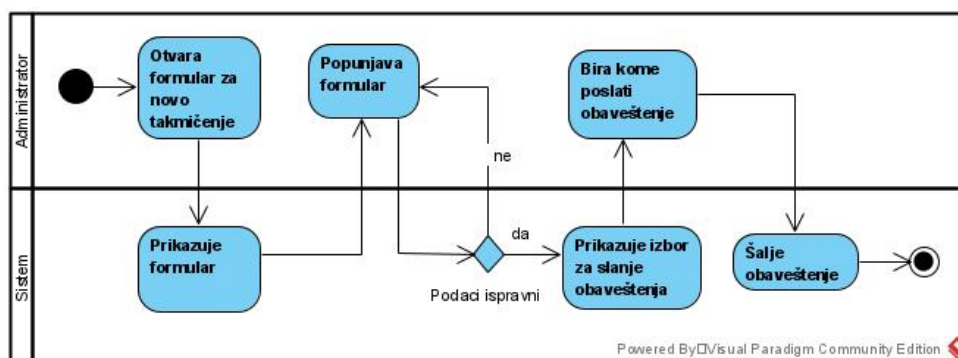 Administrator
Otvara
formular za
novo
takmičenje
Popunjava
formular
Bira kome
poslati
obaveštenje
ne
Sistem
Prikazuje
formular
da
Podaci ispravni
Prikazuje izbor
za slanje
obaveštenja
Šalje
obaveštenje
Powered By□Visual Paradigm Community Edition